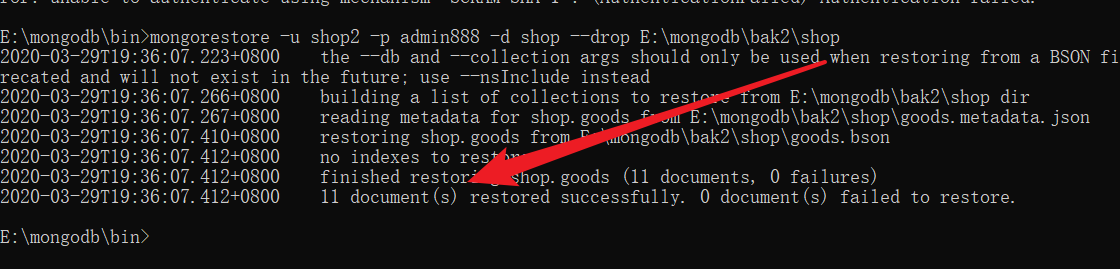 for: unable to authenticate using mechanism "SCRAM-SHA-1": (AuthenticationFailed) Authentication failed.
E:\mongodb\bin>mongorestore -u shop2 -p admin888 -d shop --drop E:\mongodb\bak2\shop
2020-03-29T19:36:07.223+0800 the --db and --collection args should only be used when restoring from a BSON fi
recated and will not exist in the future; use --nsInclude instead
2020-03-29T19:36:07.266+0800 building a list of collections to restore from E:\mongodb\bak2\shop dir
2020-03-29T19:36:07.267+0800 reading metadata for shop.goods from E:\mongodb\bak2\shop\goods.metadata.json
2020-03-29T19:36:07.410+0800 restoring shop.goods from E:\mongodb\bak2\shop\goods.bson
2020-03-29T19:36:07.412+0800 no indexes to restore
2020-03-29T19:36:07.412+0800 finished restoring shop.goods (11 documents, 0 failures)
2020-03-29T19:36:07.412+0800 11 document(s) restored successfully. 0 document(s) failed to restore.
E:\mongodb\bin>